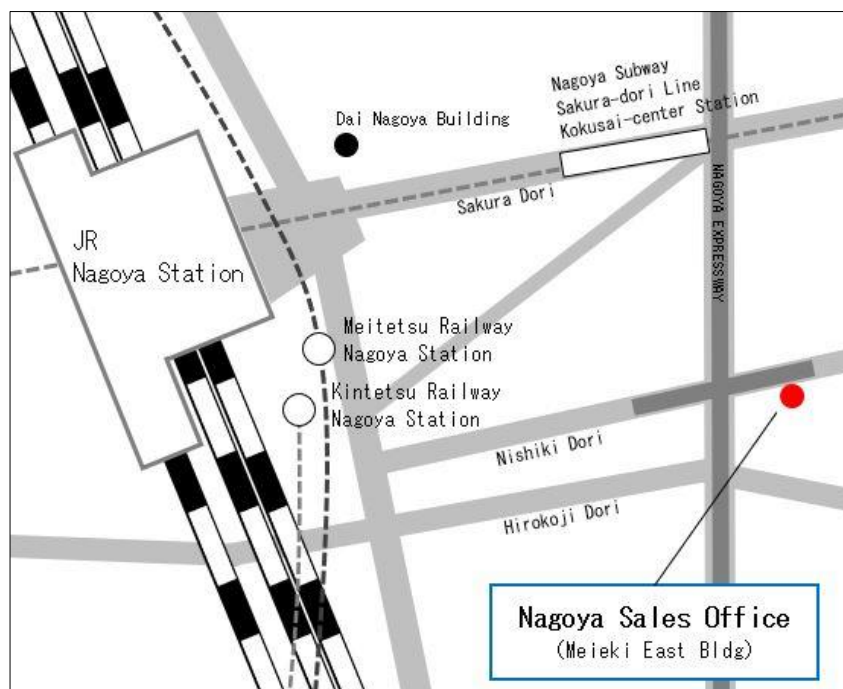 Nagoya Subway
Sakura-dori Line
Kokusai-center Station
Dai Nagoya Building
NAGOYA EXPRESSWAY
Sakura Dori
JR
Nagoya Station
Meitetsu Railway
Nagoya Station
Kintetsu Railway
Nagoya Station
Nishiki Dori
Hirokoji Dori
Nagoya Sales Office
(Meieki East Bldg)